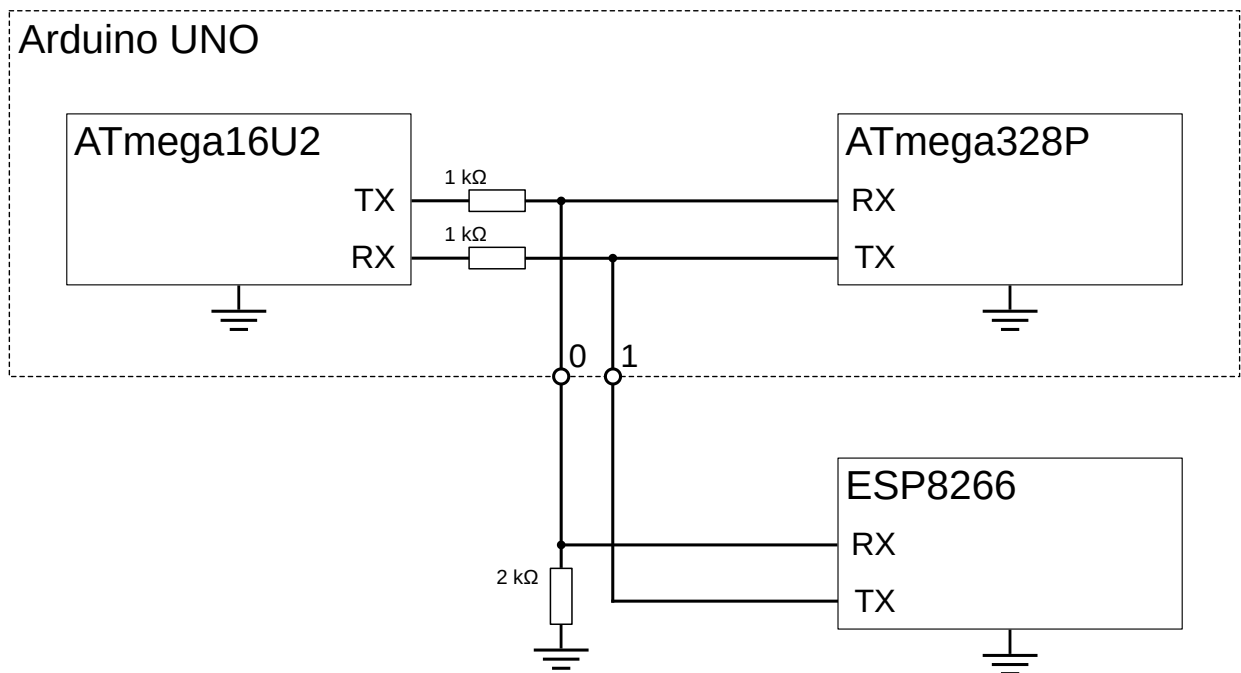 Arduino UNO
ATmega16U2
ATmega328P
1 kΩ
TX
RX
1 kΩ
RX
TX
0
1
ESP8266
RX
2 kΩ
TX